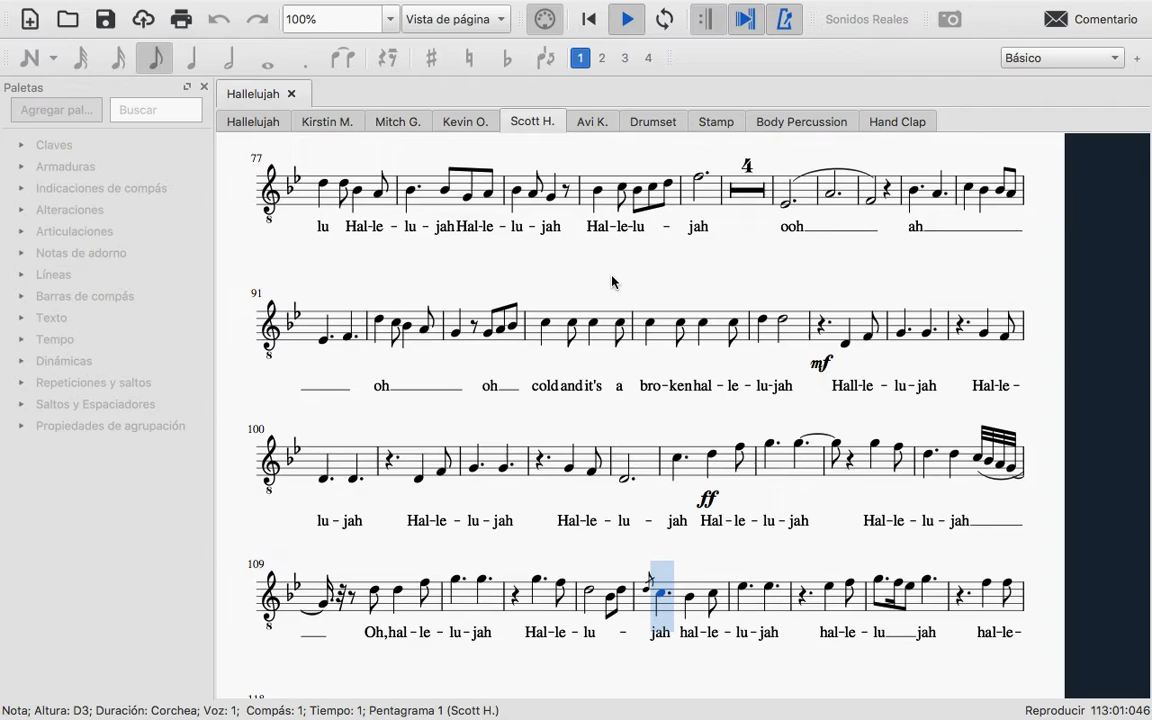 100% Vista de página Sonidos Reales Comentario
1 2 3 4 Básico +
Paletas
Agregar pal... Buscar
Claves
Armaduras
Indicaciones de compás
Alteraciones
Articulaciones
Notas de adorno
Líneas
Barras de compás
Texto
Tempo
Dinámicas
Repeticiones y saltos
Saltos y Espaciadores
Propiedades de agrupación
Hallelujah
Hallelujah Kirstin M. Mitch G. Kevin O. Scott H. Avi K. Drumset Stamp Body Percussion Hand Clap
77 4
8
lu Hal-le - lu - jah Hal-le - lu - jah Hal-le-lu - jah ooh ah
91
8
mf
oh oh cold and it's a bro-ken hal - le - lu-jah Hall-le - lu - jah Hal-le -
100
8
ff
lu - jah Hal-le - lu - jah Hal-le - lu - jah Hal - le - lu - jah Hal-le - lu - jah
109
8
Oh, hal - le - lu - jah Hal-le - lu - jah hal-le - lu - jah hal-le - lu jah hal-le-
Nota; Altura: D3; Duración: Corchea; Voz: 1; Compás: 1; Tiempo: 1; Pentagrama 1 (Scott H.) Reproducir 113:01:046